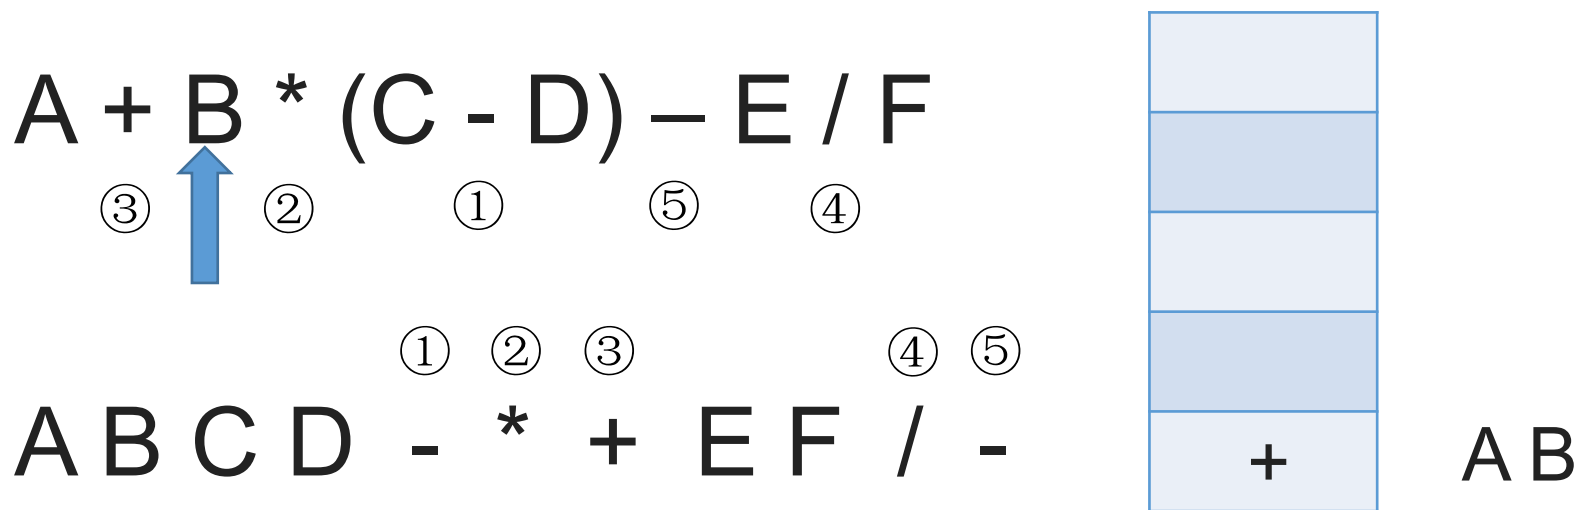 A + B * (C - D) – E / F
③ ② ① ⑤ ④
① ② ③ ④ ⑤
A B C D - * + E F / -
+
A B